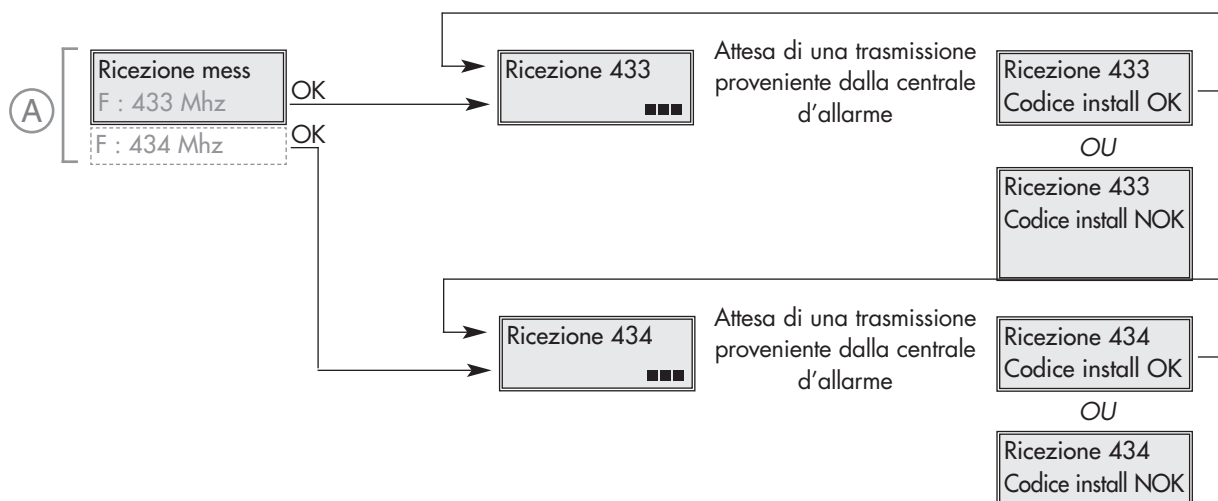 A
Ricezione mess
F : 433 Mhz
OK
F : 434 Mhz
OK
Ricezione 433
Attesa di una trasmissione
proveniente dalla centrale
d'allarme
Ricezione 433
Codice install OK
OU
Ricezione 433
Codice install NOK
Ricezione 434
Attesa di una trasmissione
proveniente dalla centrale
d'allarme
Ricezione 434
Codice install OK
OU
Ricezione 434
Codice install NOK